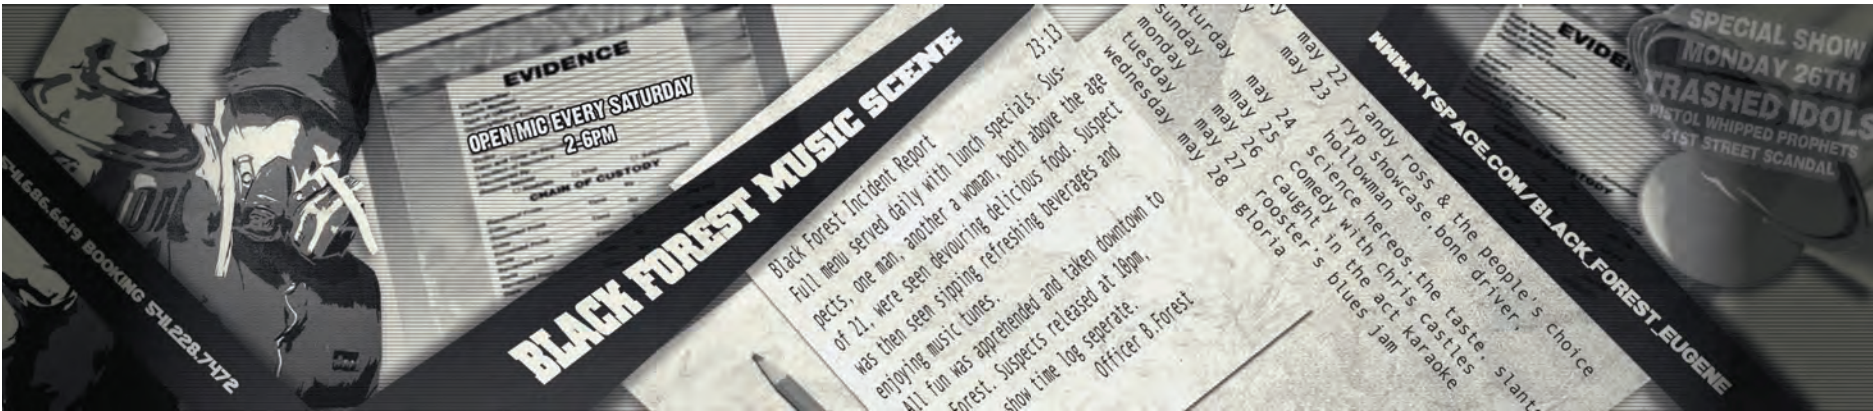 541.686.6619 BOOKING 541.228.7472
EVIDENCE
OPEN MIC EVERY SATURDAY
2-6PM
CHAIN OF CUSTODY
BLACK FOREST MUSIC SCENE
23:13
Black Forest Incident Report
Full menu served daily with lunch specials. Sus-
pects, one man, another a woman, both above the age
of 21, were seen devouring delicious food. Suspect
was then seen sipping refreshing beverages and
enjoying music tunes.
All fun was apprehended and taken downtown to
Forest. Suspects released at 10pm,
show time log seperate.
Officer B.Forest
may 22 randy ross & the people's choice
may 23 ryp showcase, bone driver,
hollowman
saturday may 24 science hereos, the taste, slant
sunday may 25 comedy with chris castles
monday may 26 caught in the act karaoke
tuesday may 27 rooster's blues jam
wednesday may 28 gloria
WWW.MYSPACE.COM/BLACK_FOREST_EUGENE
EVIDE
SPECIAL SHOW
MONDAY 26TH
TRASHED IDOLS
PISTOL WHIPPED PROPHETS
41ST STREET SCANDAL